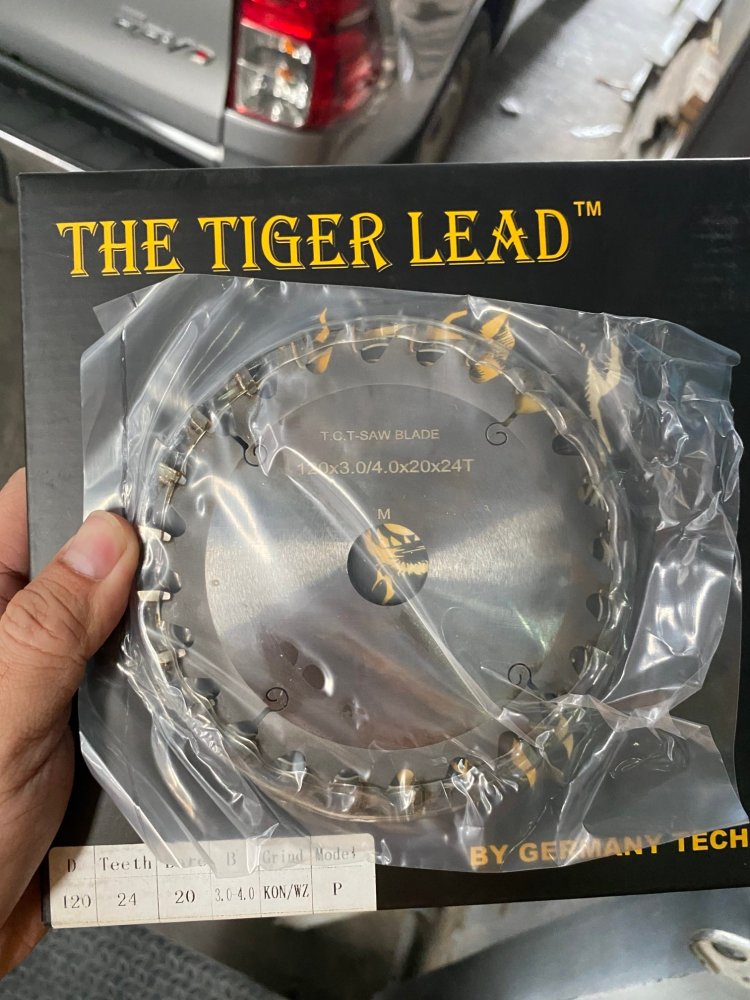 THE TIGER LEAD™
T.C.T-SAW BLADE
120x3.0/4.0x20x24T
M
BY GERMANY TECH
D Teeth Bore B Grind Model
120 24 20 3.0-4.0 KON/WZ P